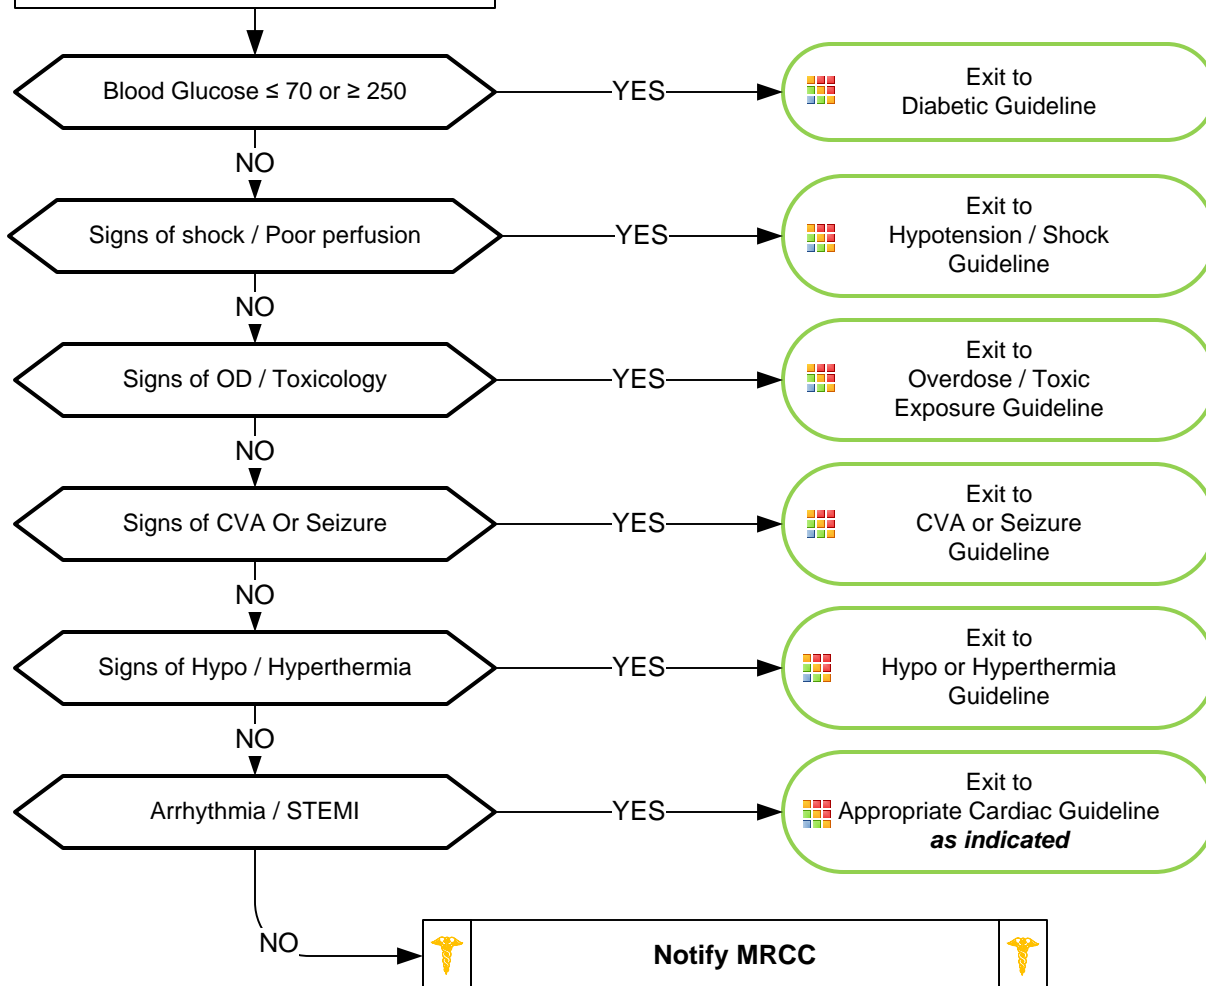 Blood Glucose ≤ 70 or ≥ 250
YES
Exit to
Diabetic Guideline
NO
Signs of shock / Poor perfusion
YES
Exit to
Hypotension / Shock
Guideline
NO
Signs of OD / Toxicology
YES
Exit to
Overdose / Toxic
Exposure Guideline
NO
Signs of CVA Or Seizure
YES
Exit to
CVA or Seizure
Guideline
NO
Signs of Hypo / Hyperthermia
YES
Exit to
Hypo or Hyperthermia
Guideline
NO
Arrhythmia / STEMI
YES
Exit to
Appropriate Cardiac Guideline
as indicated
NO
Notify MRCC